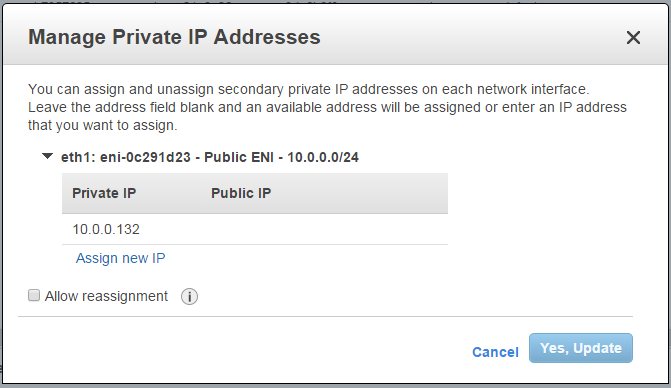 Manage Private IP Addresses
You can assign and unassign secondary private IP addresses on each network interface.
Leave the address field blank and an available address will be assigned or enter an IP address
that you want to assign.
eth1: eni-0c291d23 - Public ENI - 10.0.0.0/24
Private IP Public IP
10.0.0.132
Assign new IP
Allow reassignment
Cancel Yes, Update